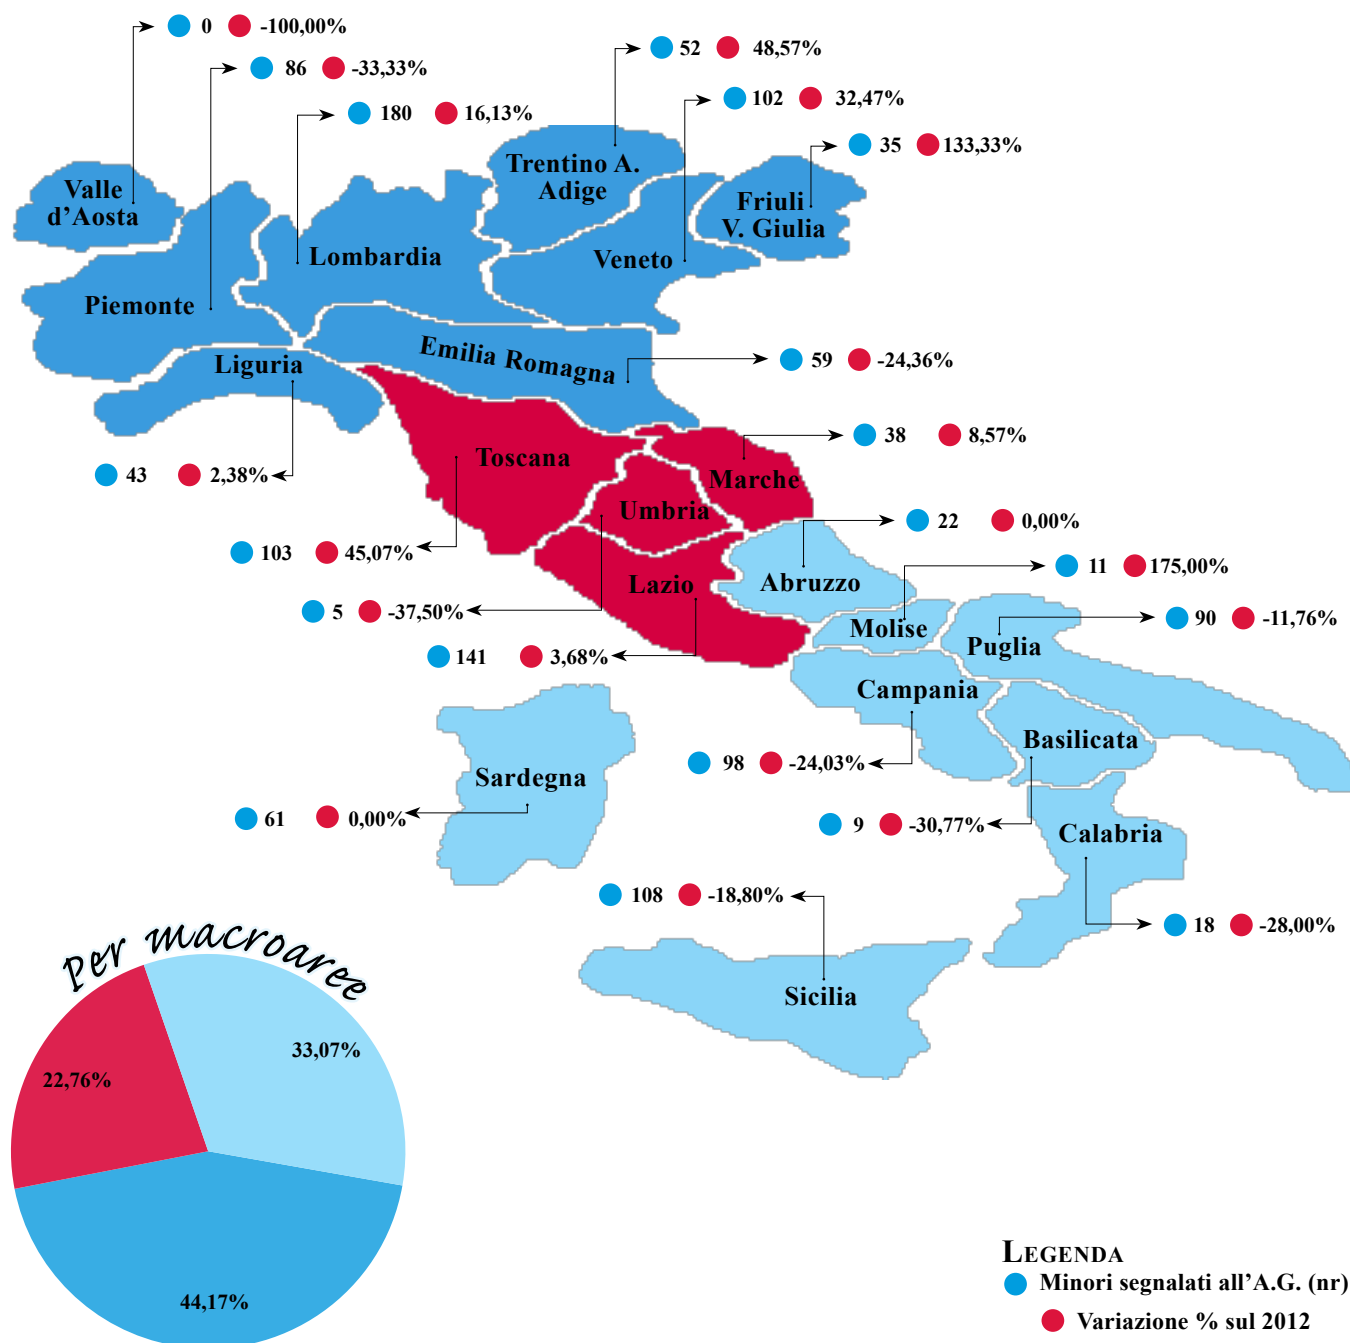 0 -100,00%
86 -33,33%
180 16,13%
52 48,57%
102 32,47%
35 133,33%
Valle
d’Aosta
Trentino A.
Adige
Friuli
V. Giulia
Lombardia
Veneto
Piemonte
Liguria
Emilia Romagna
59 -24,36%
38 8,57%
43 2,38%
Toscana
Marche
Umbria
22 0,00%
103 45,07%
Lazio
Abruzzo
11 175,00%
5 -37,50%
Molise
90 -11,76%
141 3,68%
Puglia
Campania
Basilicata
98 -24,03%
Sardegna
61 0,00%
9 -30,77%
Calabria
108 -18,80%
18 -28,00%
Sicilia
Per macroaree
33,07%
22,76%
44,17%
LEGENDA
Minori segnalati all’A.G. (nr)
Variazione % sul 2012